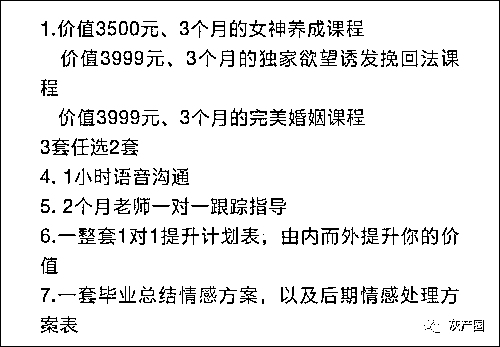 1.价值3500元、3个月的女神养成课程
价值3999元、3个月的独家欲望诱发挽回法课
程
价值3999元、3个月的完美婚姻课程
3套任选2套
4. 1小时语音沟通
5. 2个月老师一对一跟踪指导
6.一整套1对1提升计划表，由内而外提升你的价
值
7.一套毕业总结情感方案，以及后期情感处理方
案表
灰产圈